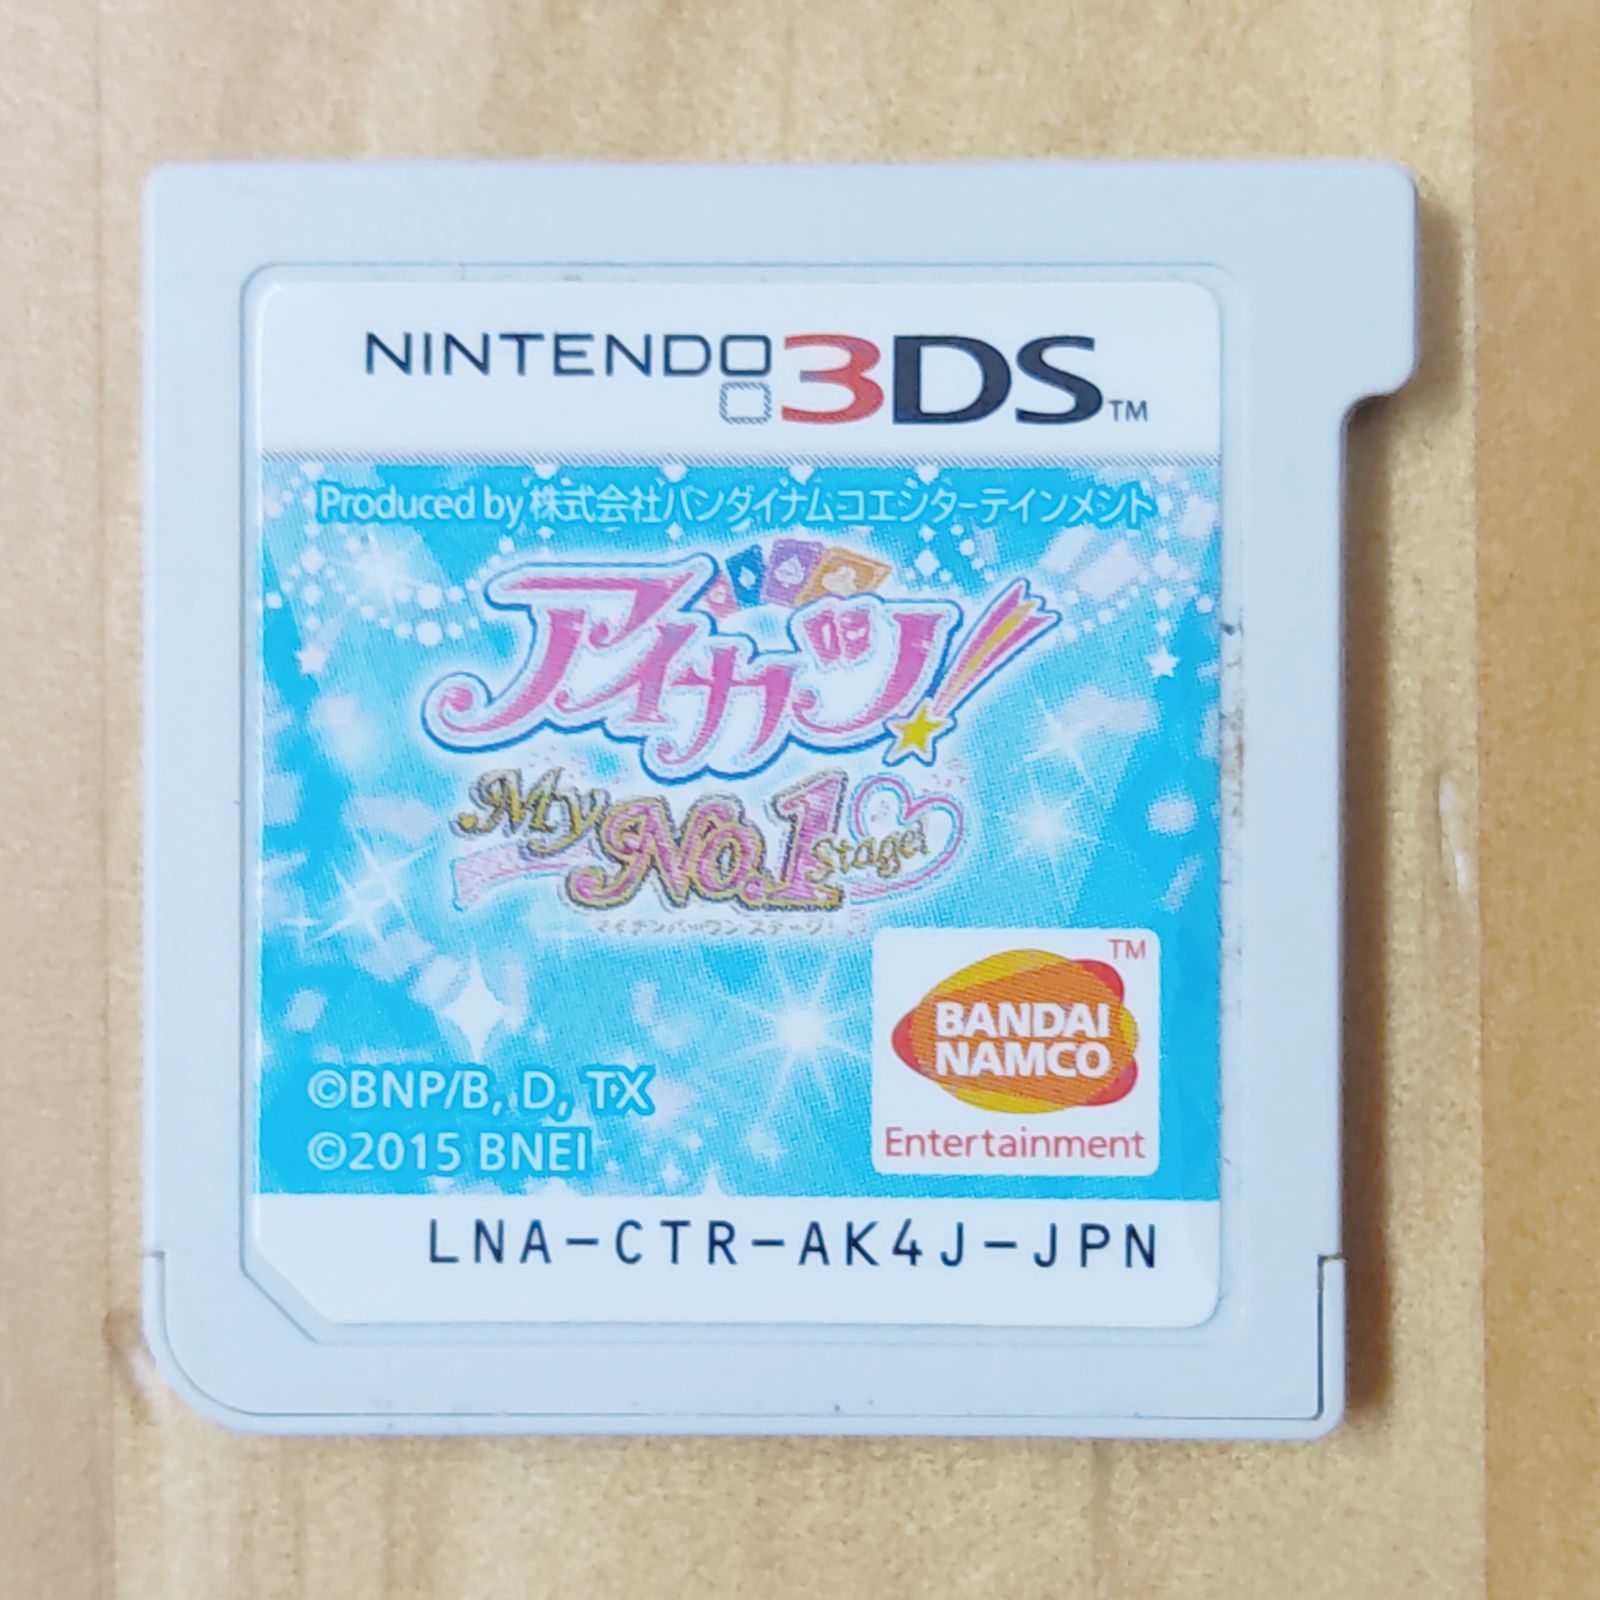 NINTENDO3DS™
Produced by 株式会社バンダイナムコエンターテインメント
アイカツ!
My No.1 Stage!
マイナンバーワンステージ!
TM
BANDAI
NAMCO
Entertainment
©BNP/B, D, TX
©2015 BNEI
LNA-CTR-AK4J-JPN